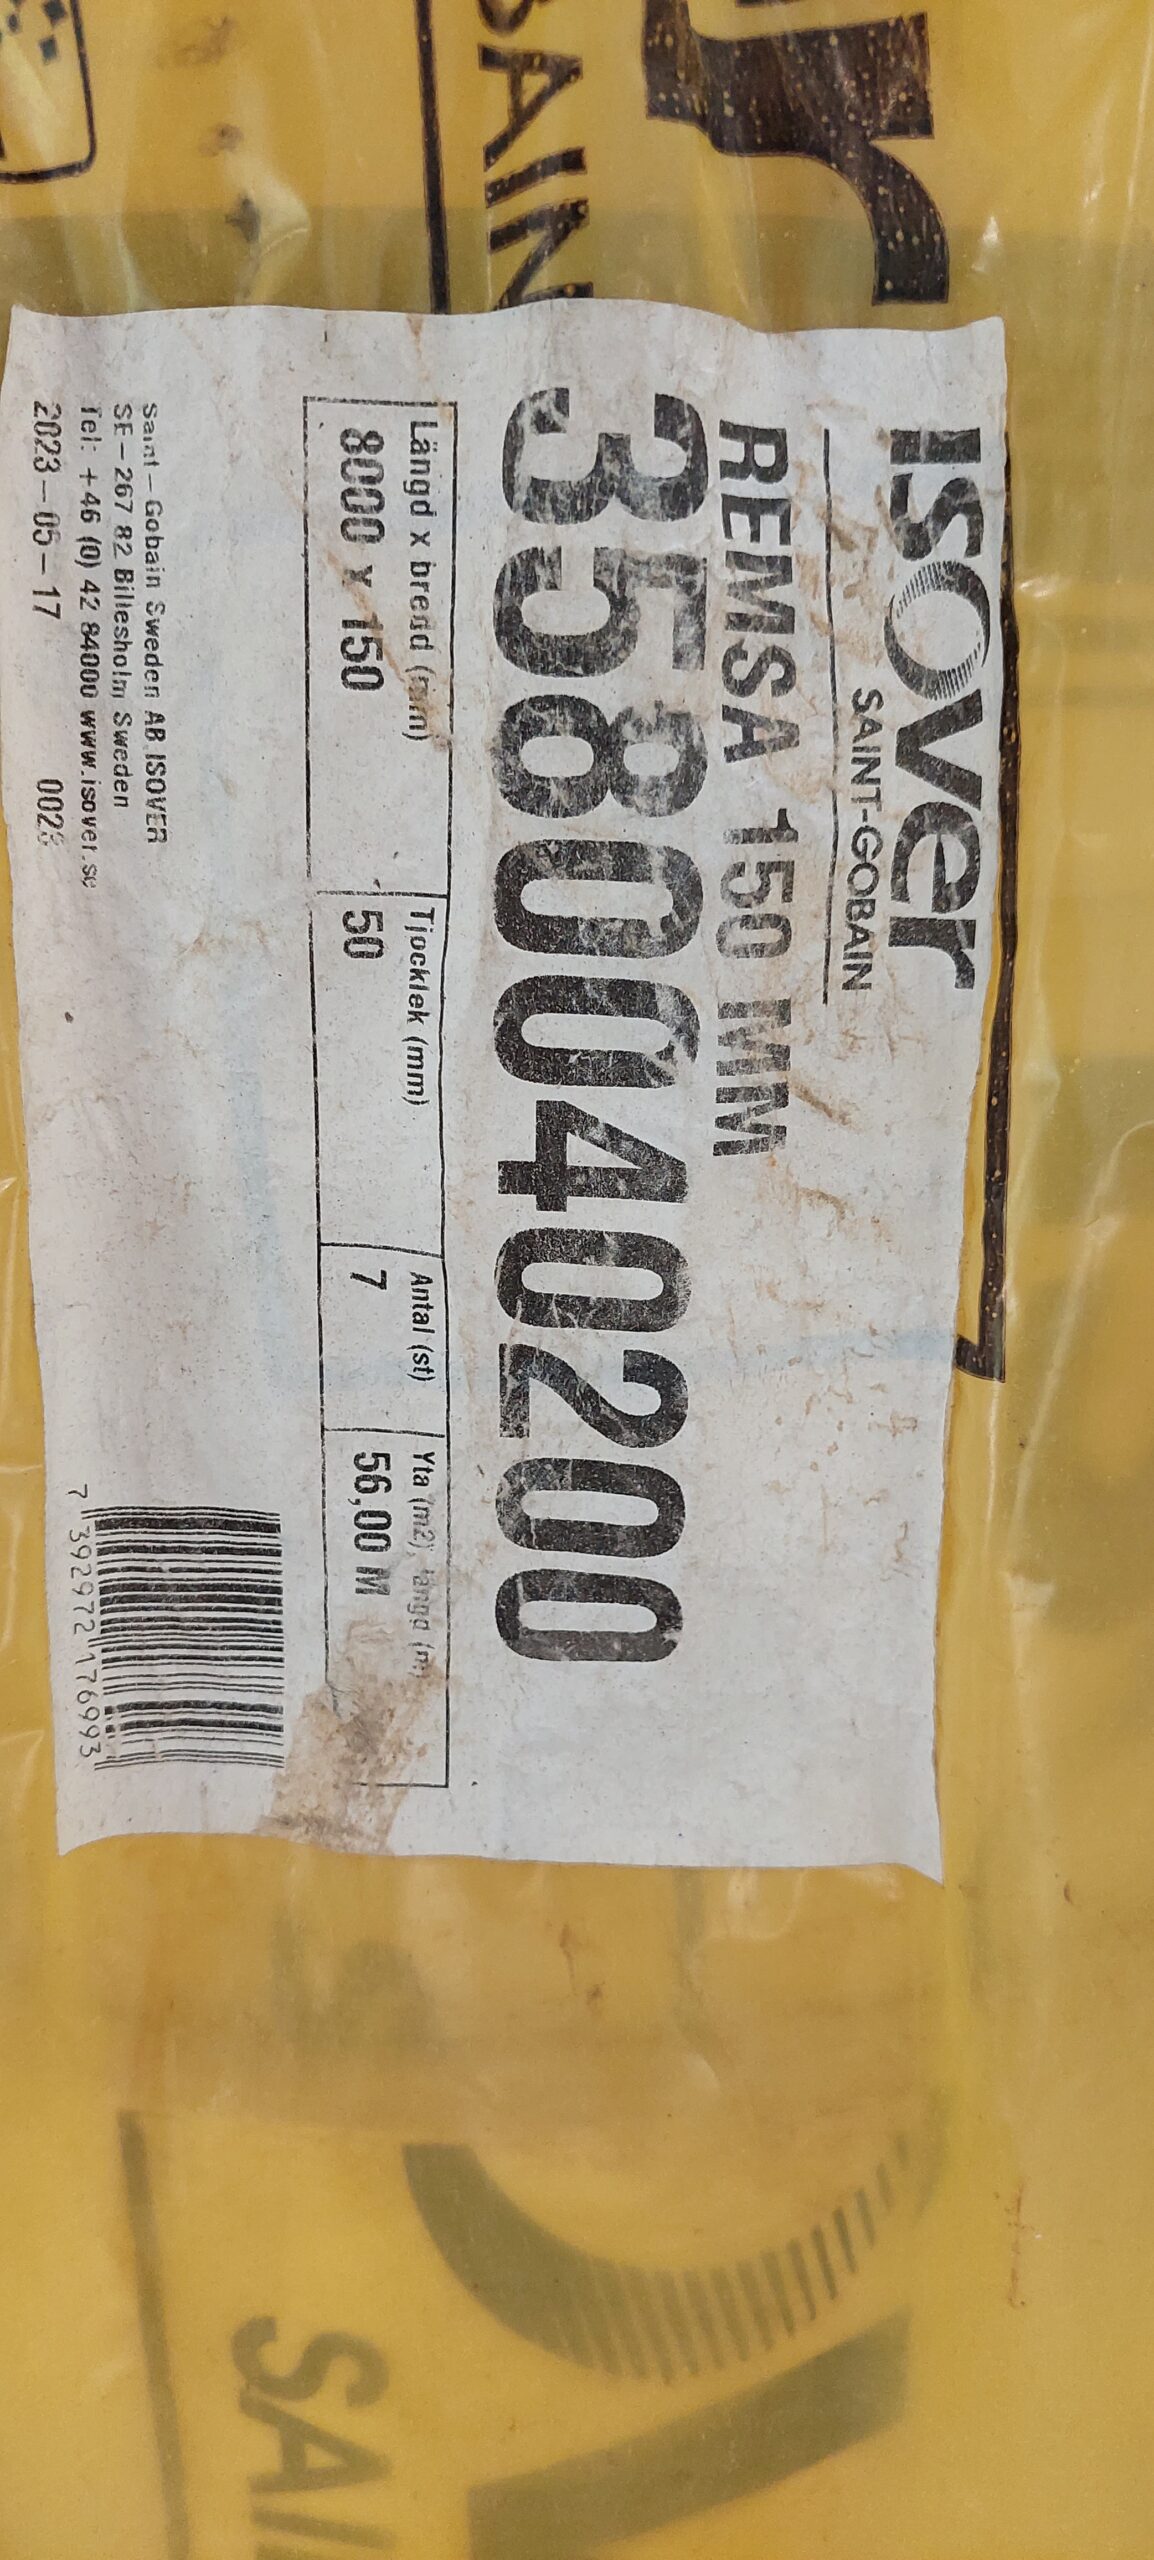 isover
SAINT-GOBAIN
REMSA 150 MM
35800040200
Längd x bredd (mm) Tjocklek (mm) Antal (st) Yta (m2), längd (m)
8000 x 150 50 7 56,00 M
Saint-Gobain Sweden AB ISOVER
SE-267 82 Billesholm Sweden
Tel: +46 (0) 42 84000 www.isover.se
2023-05-17
7 392972 176993